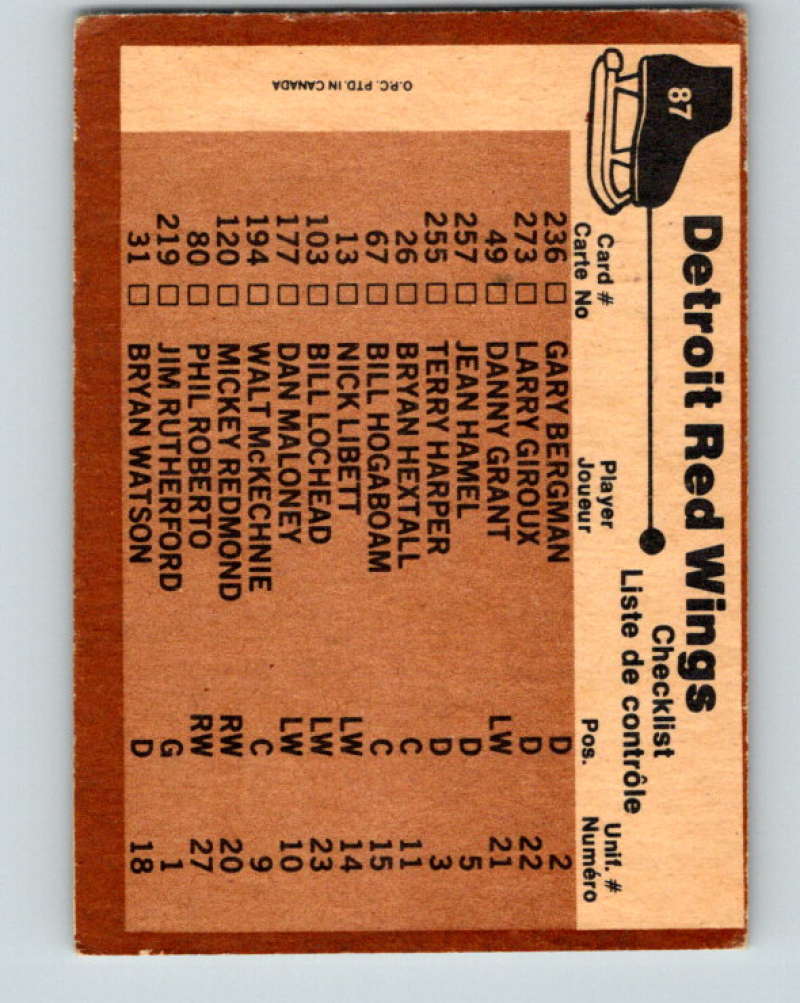 87
Detroit Red Wings
Checklist
Liste de contrôle
Card # Player Pos. Unif. #
Carte No Joueur Numéro
236 □ GARY BERGMAN D 2
273 □ LARRY GIROUX D 22
49 □ DANNY GRANT LW 21
257 □ JEAN HAMEL D 5
255 □ TERRY HARPER D 3
26 □ BRYAN HEXTALL C 11
67 □ BILL HOGABOAM C 15
13 □ NICK LIBETT LW 14
103 □ BILL LOCHEAD LW 23
177 □ DAN MALONEY LW 10
194 □ WALT McKECHNIE C 9
120 □ MICKEY REDMOND RW 20
80 □ PHIL ROBERTO RW 27
219 □ JIM RUTHERFORD G 1
31 □ BRYAN WATSON D 18
O.P.C. PTD. IN CANADA